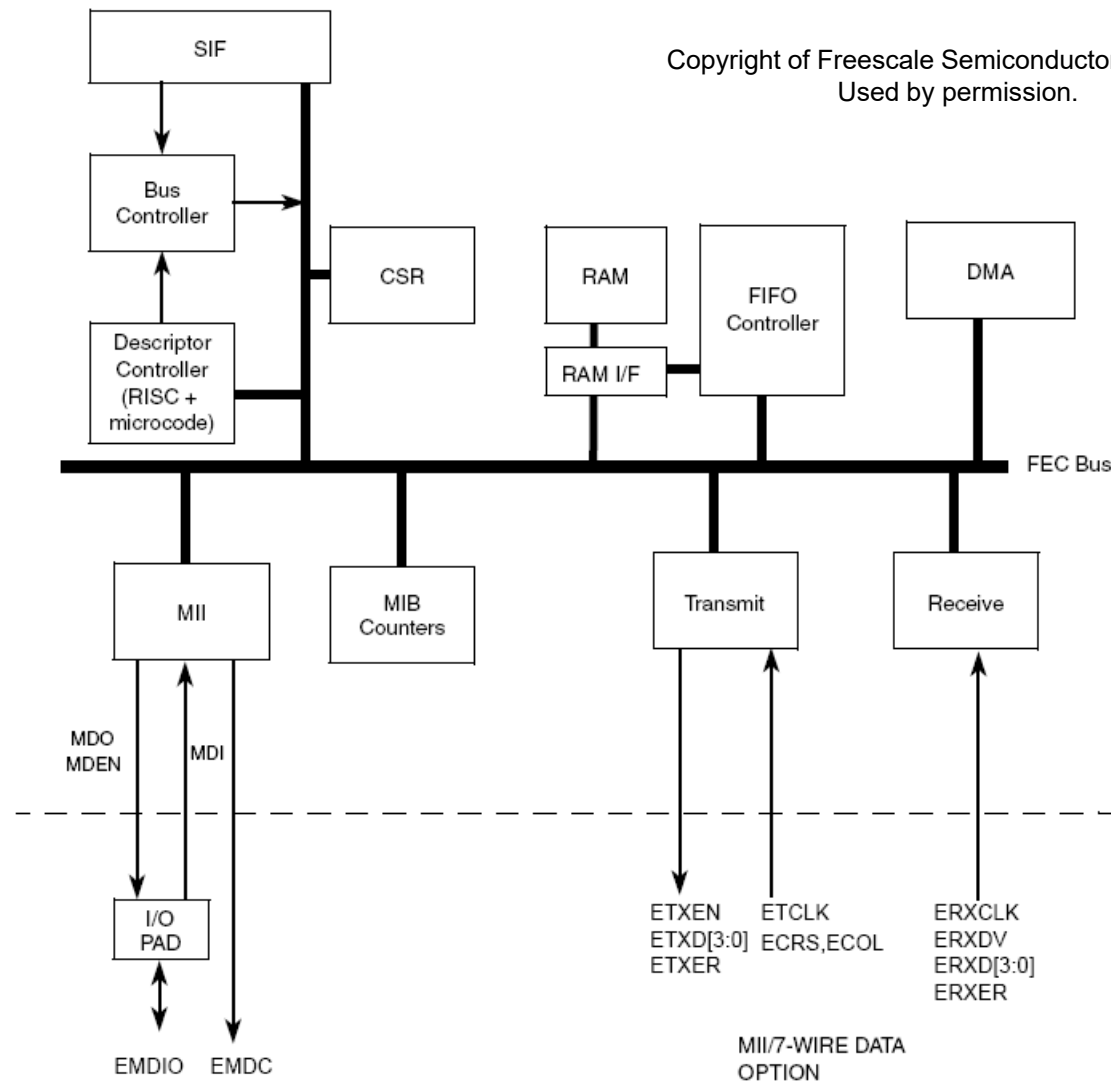 SIF
Copyright of Freescale Semiconductor
Used by permission.
Bus
Controller
CSR
RAM
FIFO
Controller
DMA
Descriptor
Controller
(RISC +
microcode)
RAM I/F
FEC Bus
MII
MIB
Counters
Transmit
Receive
MDO
MDEN
MDI
I/O
PAD
ETXEN
ETXD[3:0]
ETXER
ETCLK
ECRS,ECOL
ERXCLK
ERXDV
ERXD[3:0]
ERXER
EMDIO
EMDC
MII/7-WIRE DATA
OPTION